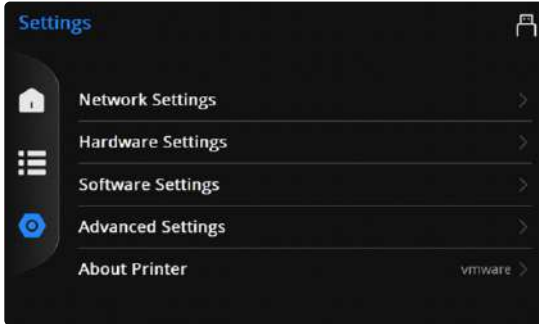 Settings
Network Settings
Hardware Settings
Software Settings
Advanced Settings
About Printer vmware